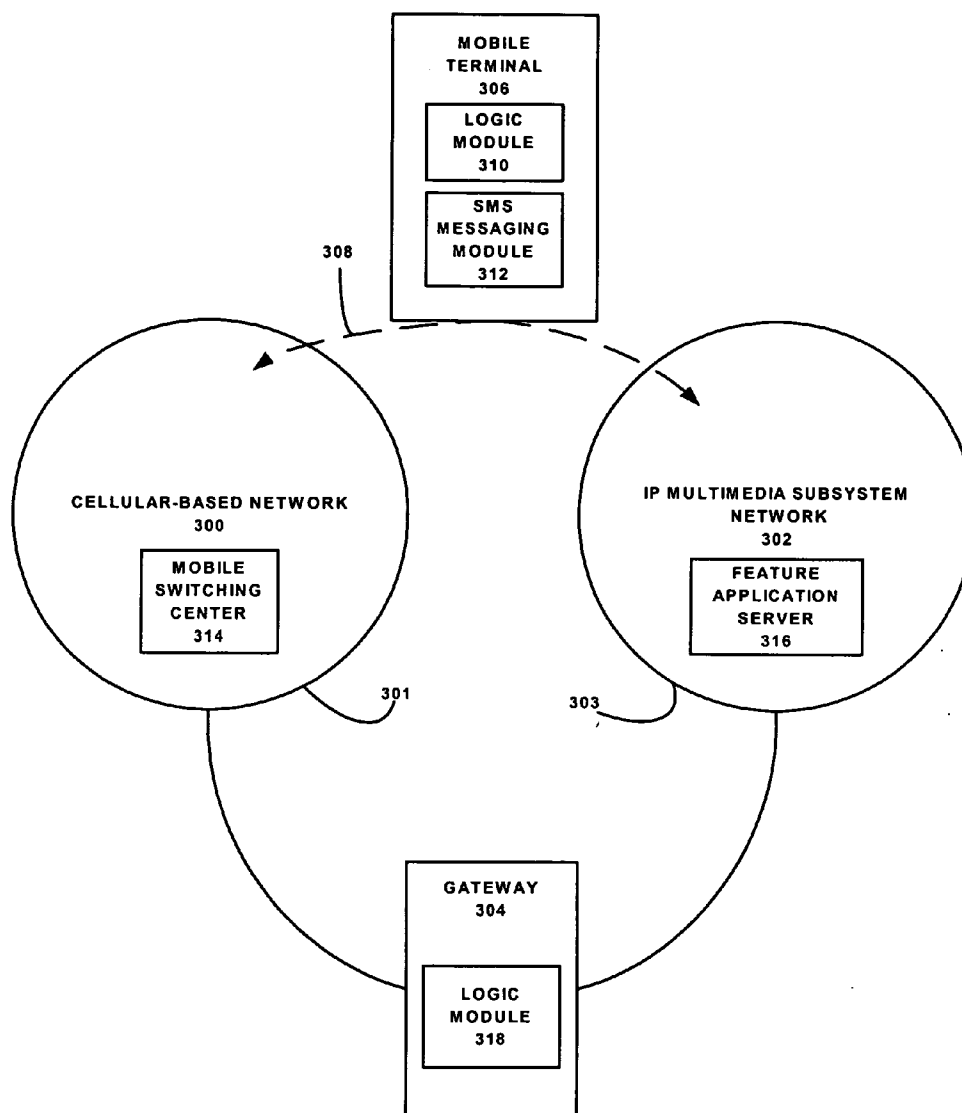 MOBILE
TERMINAL
306
LOGIC
MODULE
310
SMS
MESSAGING
MODULE
312
308
CELLULAR-BASED NETWORK
300
MOBILE
SWITCHING
CENTER
314
IP MULTIMEDIA SUBSYSTEM
NETWORK
302
FEATURE
APPLICATION
SERVER
316
301
303
GATEWAY
304
LOGIC
MODULE
318